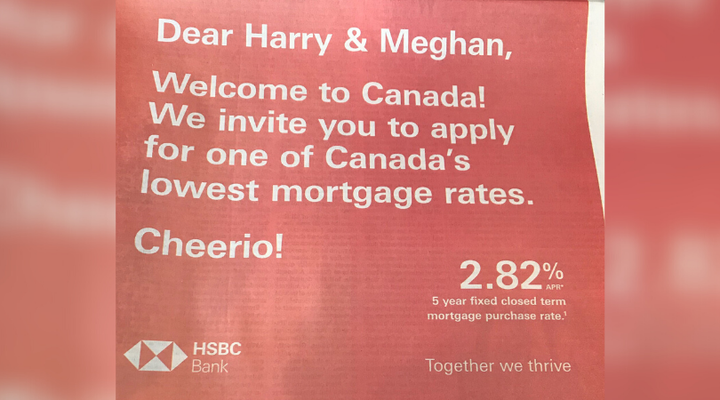 Dear Harry & Meghan,
Welcome to Canada!
We invite you to apply
for one of Canada's
lowest mortgage rates.
Cheerio!
2.82%
APR*
5 year fixed closed term
mortgage purchase rate.¹
HSBC
Bank
Together we thrive